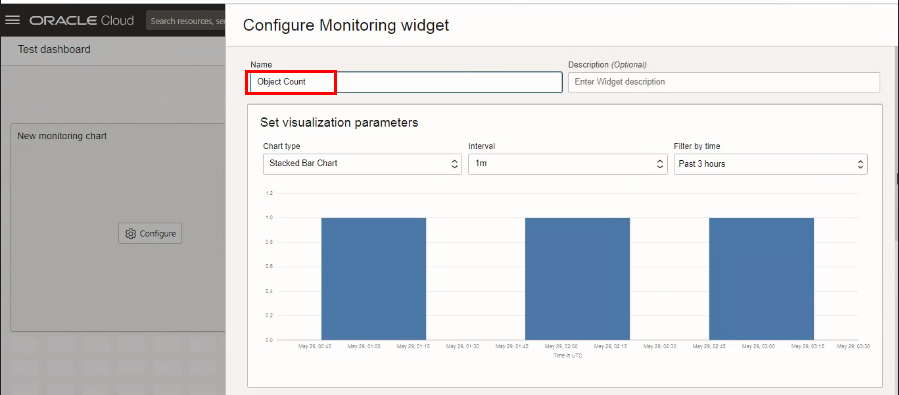 Configure Monitoring widget
ORACLE Cloud
Search resources, ser
Test dashboard
Name
Description (Optional)
Object Count
Enter Widget description
Set visualization parameters
New monitoring chart
Chart type
Interval
Filter by time
Stacked Bar Chart
1m
Past 3 hours
1.2
1.0
0.8
0.6
0.4
0.2
0.0
Configure
May 29, 00:45
May 29, 01:00
May 29, 01:15
May 29, 01:30
May 29, 01:45
May 29, 02:00
May 29, 02:15
May 29, 02:30
May 29, 02:45
May 29, 03:00
May 29, 03:15
May 29, 03:30
Time in UTC